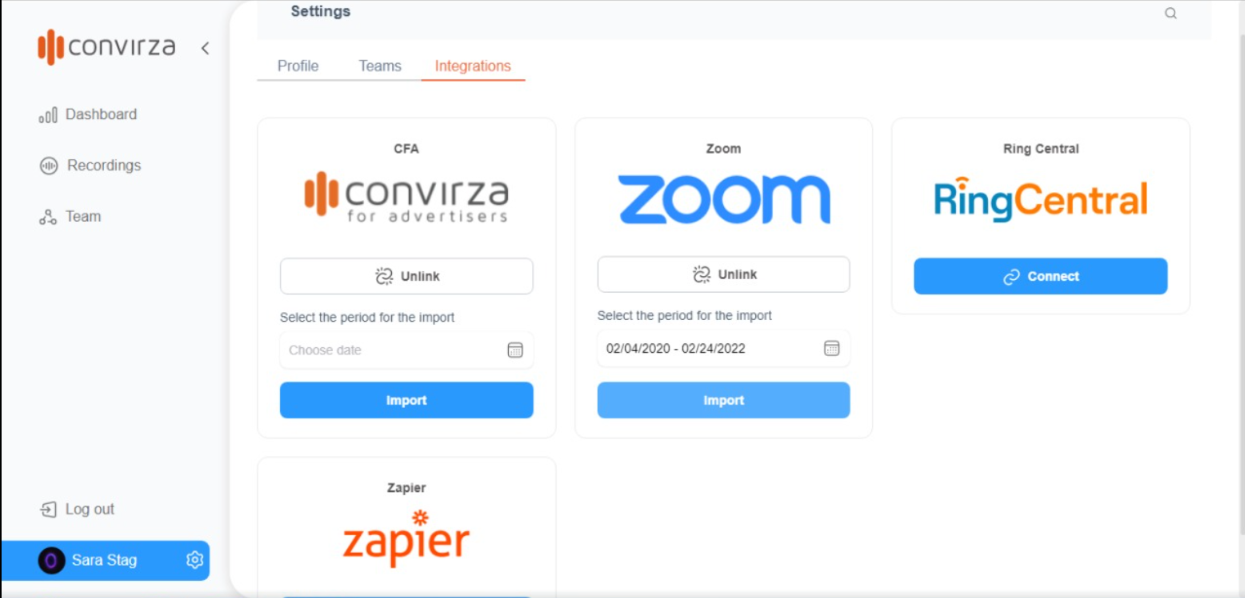 convirza
Settings
Profile Teams Integrations
Dashboard
Recordings
Team
CFA
convirza
for advertisers
Unlink
Select the period for the import
Choose date
Import
Zoom
zoom
Unlink
Select the period for the import
02/04/2020 - 02/24/2022
Import
Ring Central
RingCentral
Connect
Zapier
zapier
Log out
Sara Stag